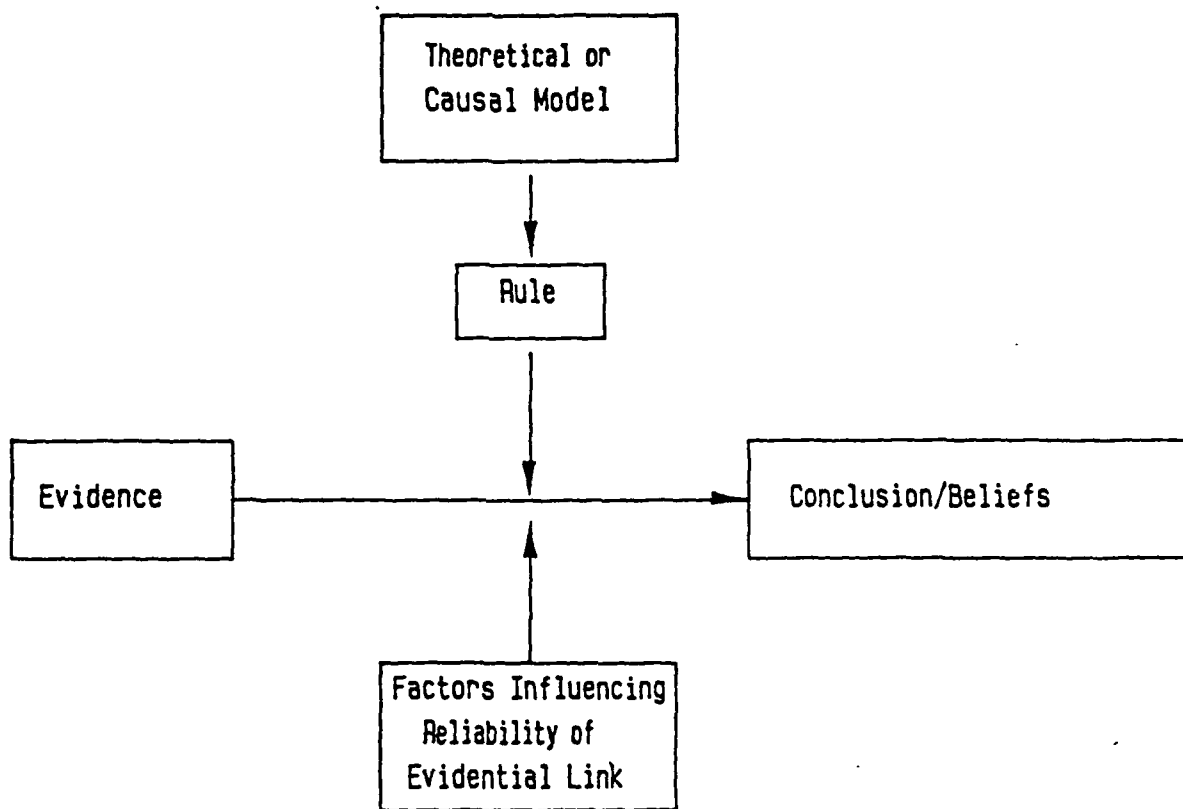 Theoretical or
Causal Model
Rule
Evidence
Conclusion/Beliefs
Factors Influencing
Reliability of
Evidential Link